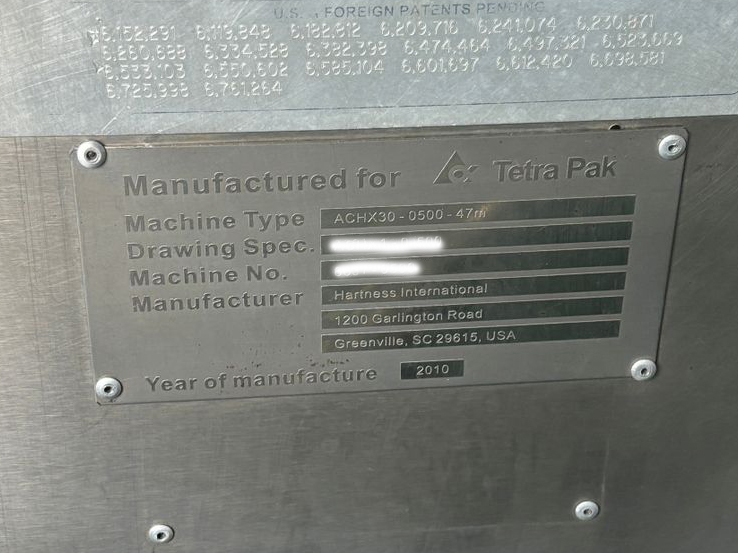 U.S. & FOREIGN PATENTS PENDING
6,152,291 6,119,848 6,182,812 6,209,716 6,241,074 6,230,871
6,260,688 6,334,528 6,382,398 6,474,464 6,497,321 6,523,669
6,533,103 6,550,602 6,585,104 6,601,697 6,612,420 6,698,581
6,725,998 6,761,264
Manufactured for Tetra Pak
Machine Type ACHX30 - 0500 - 47m
Drawing Spec.
Machine No.
Manufacturer Hartness International
1200 Garlington Road
Greenville, SC 29615, USA
Year of manufacture 2010